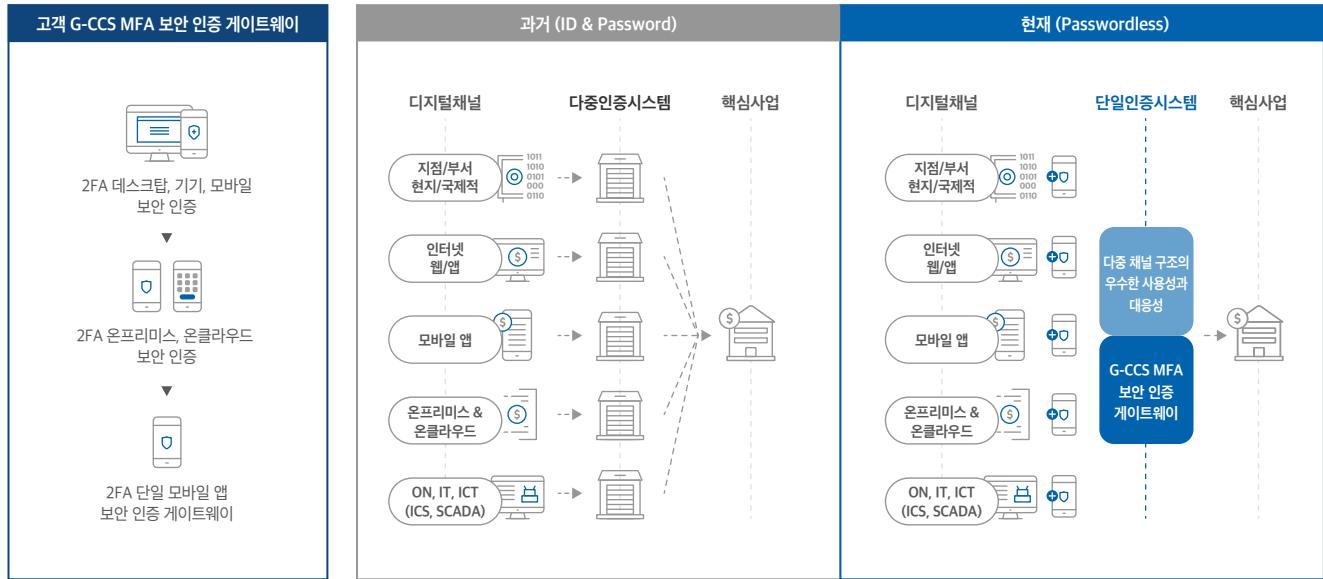 고객 G-CCS MFA 보안 인증 게이트웨이
2FA 데스크탑, 기기, 모바일
보안 인증
2FA 온프리미스, 온클라우드
보안 인증
2FA 단일 모바일 앱
보안 인증 게이트웨이
과거 (ID & Password)
디지털채널
다중인증시스템
핵심사업
지점/부서
현지/국제적
1011
1010
0101
000
0110
인터넷
웹/앱
$
모바일 앱
$
$
온프리미스 &
온클라우드
$
ON, IT, ICT
(ICS, SCADA)
현재 (Passwordless)
디지털채널
단일인증시스템
핵심사업
지점/부서
현지/국제적
1011
1010
0101
000
0110
인터넷
웹/앱
$
다중 채널 구조의
우수한 사용성과
대응성
모바일 앱
$
$
G-CCS MFA
보안 인증
게이트웨이
온프리미스 &
온클라우드
$
ON, IT, ICT
(ICS, SCADA)